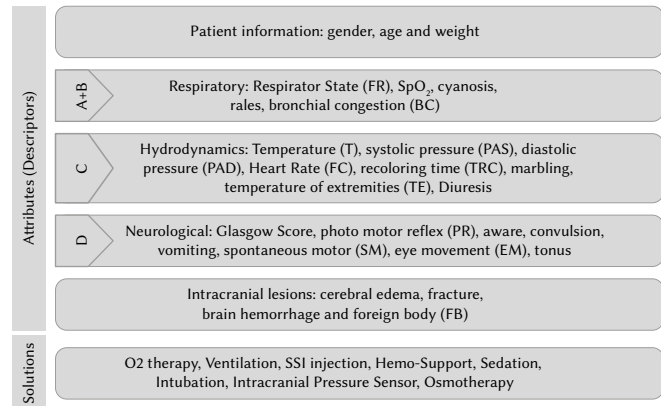 Attributes (Descriptors)
Patient information: gender, age and weight
A+B
Respiratory: Respirator State (FR), SpO₂, cyanosis,
rales, bronchial congestion (BC)
C
Hydrodynamics: Temperature (T), systolic pressure (PAS), diastolic
pressure (PAD), Heart Rate (FC), recoloring time (TRC), marbling,
temperature of extremities (TE), Diuresis
D
Neurological: Glasgow Score, photo motor reflex (PR), aware, convulsion,
vomiting, spontaneous motor (SM), eye movement (EM), tonus
Intracranial lesions: cerebral edema, fracture,
brain hemorrhage and foreign body (FB)
Solutions
O2 therapy, Ventilation, SSI injection, Hemo-Support, Sedation,
Intubation, Intracranial Pressure Sensor, Osmotherapy